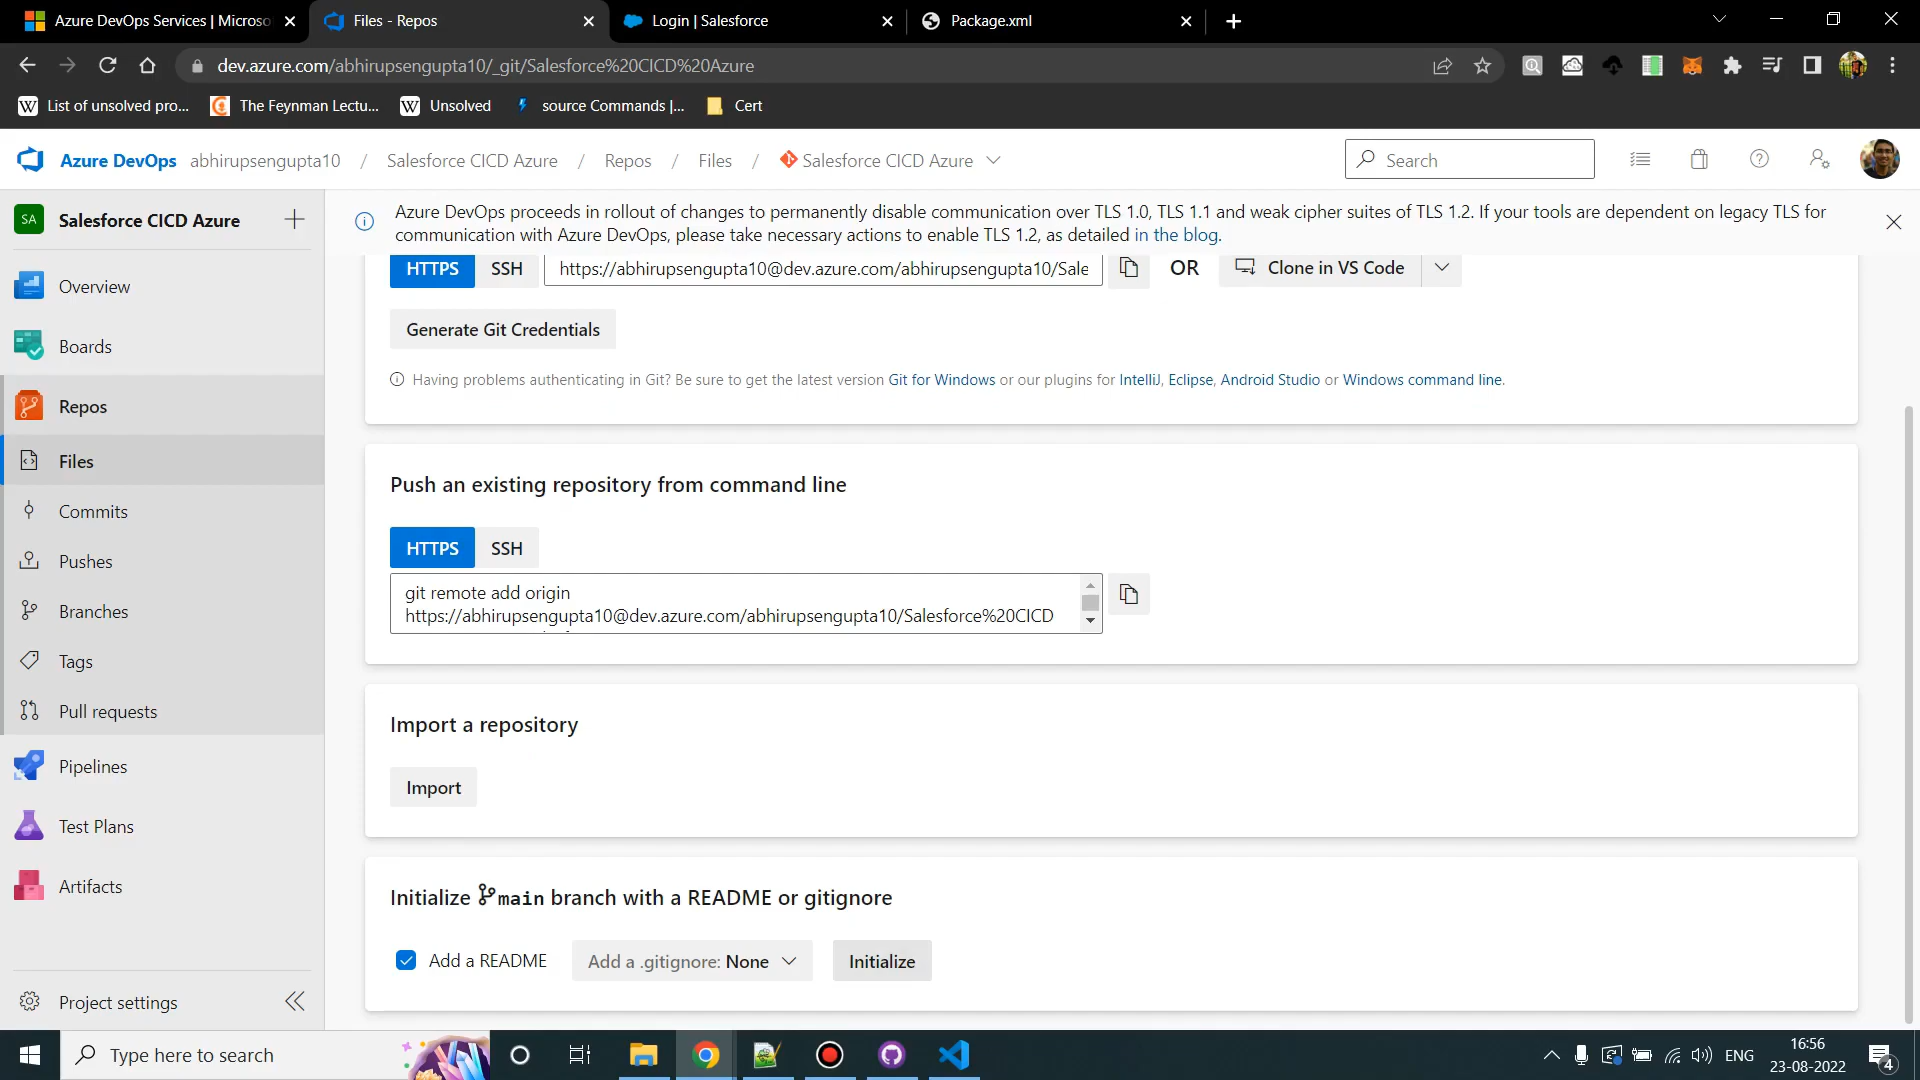 Azure DevOps Services | Microso
Files - Repos
Login | Salesforce
Package.xml
dev.azure.com/abhirupsengupta10/_git/Salesforce%20CICD%20Azure
List of unsolved pro...
The Feynman Lectu...
Unsolved
source Commands |...
Cert
Azure DevOps
abhirupsengupta10 / Salesforce CICD Azure / Repos / Files / Salesforce CICD Azure
Search
SA
Salesforce CICD Azure
Azure DevOps proceeds in rollout of changes to permanently disable communication over TLS 1.0, TLS 1.1 and weak cipher suites of TLS 1.2. If your tools are dependent on legacy TLS for
communication with Azure DevOps, please take necessary actions to enable TLS 1.2, as detailed in the blog.
Overview
Boards
Repos
Files
Commits
Pushes
Branches
Tags
Pull requests
Pipelines
Test Plans
Artifacts
Project settings
HTTPS
SSH
https://abhirupsengupta10@dev.azure.com/abhirupsengupta10/Sale
OR
Clone in VS Code
Generate Git Credentials
Having problems authenticating in Git? Be sure to get the latest version Git for Windows or our plugins for IntelliJ, Eclipse, Android Studio or Windows command line.
Push an existing repository from command line
HTTPS
SSH
git remote add origin
https://abhirupsengupta10@dev.azure.com/abhirupsengupta10/Salesforce%20CICD
Import a repository
Import
Initialize main branch with a README or gitignore
Add a README
Add a .gitignore: None
Initialize
Type here to search
ENG
16:56
23-08-2022
4